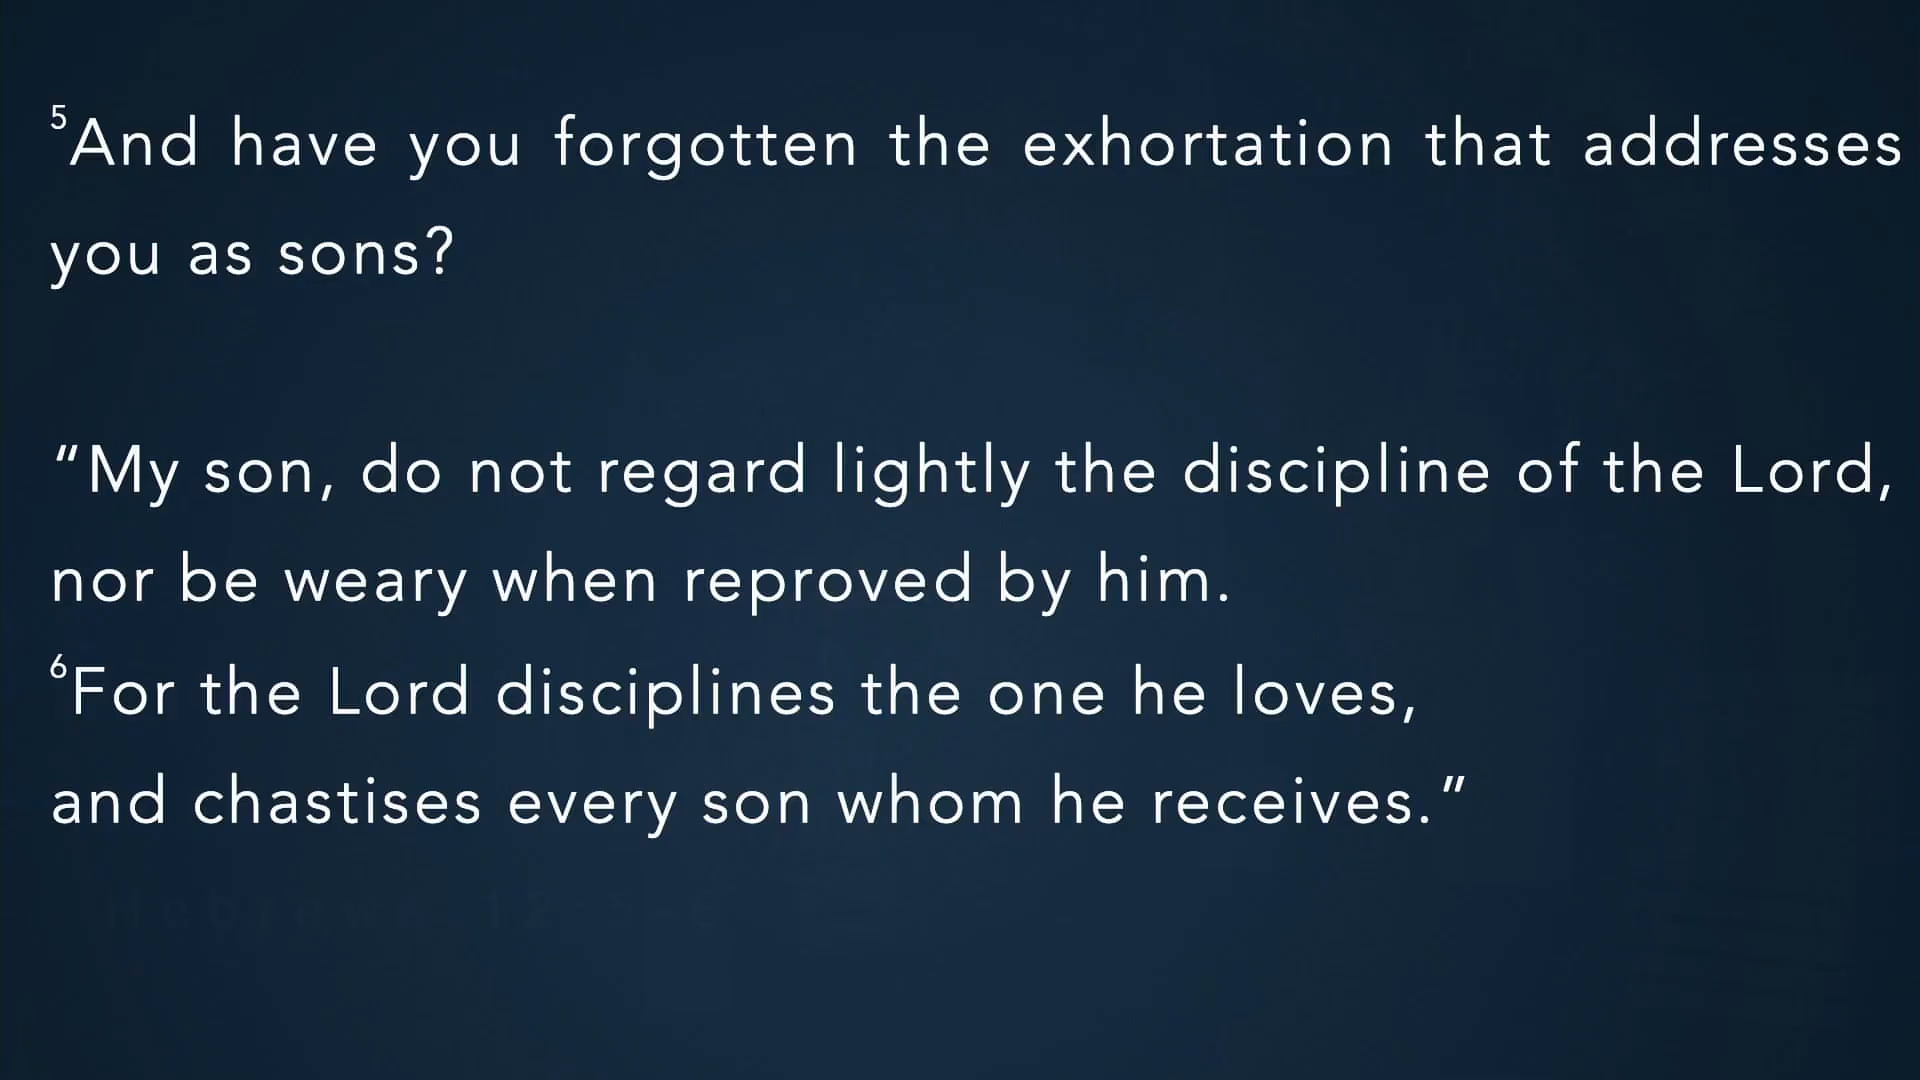 ⁵And have you forgotten the exhortation that addresses
you as sons?
“My son, do not regard lightly the discipline of the Lord,
nor be weary when reproved by him.
⁶For the Lord disciplines the one he loves,
and chastises every son whom he receives.”
Hebrews 12